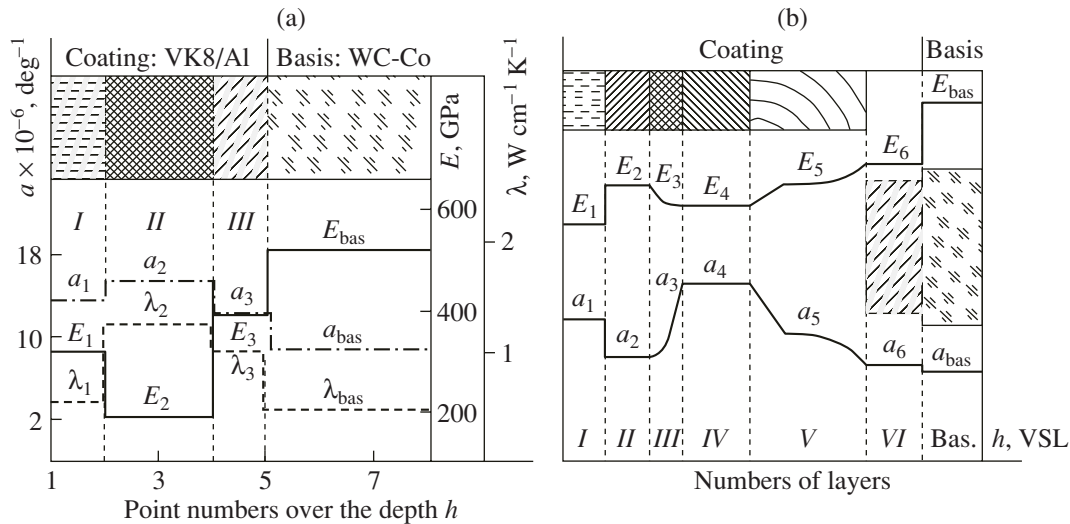 (a)
Coating: VK8/Al Basis: WC-Co
a × 10⁻⁶, deg⁻¹
18
10
2
I II III
a₁ a₂ a₃ a_bas
E₁ E₂ E₃ E_bas
λ₁ λ₂ λ₃ λ_bas
E, GPa
600
400
200
λ, W cm⁻¹ K⁻¹
2
1
1 3 5 7
Point numbers over the depth h
(b)
Coating Basis
E₁ E₂ E₃ E₄ E₅ E₆ E_bas
a₁ a₂ a₃ a₄ a₅ a₆ a_bas
I II III IV V VI Bas. h, VSL
Numbers of layers